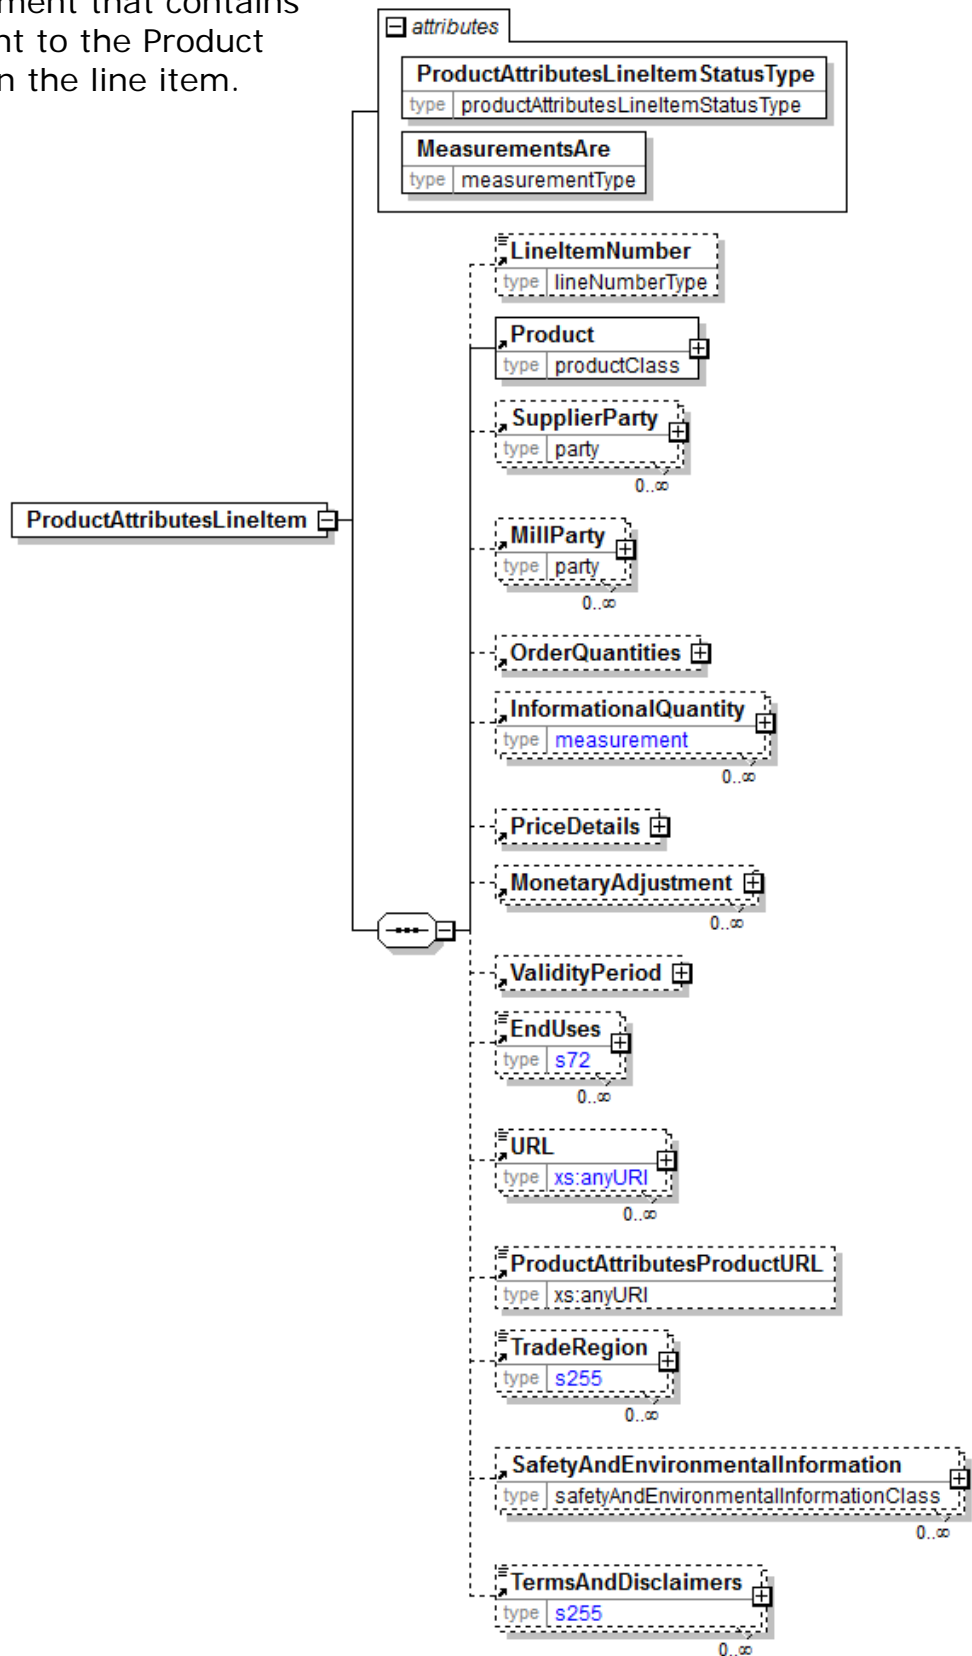 ment that contains
nt to the Product
n the line item.
attributes
ProductAttributesLineItemStatusType
type productAttributesLineItemStatusType
MeasurementsAre
type measurementType
LineItemNumber
type lineNumberType
Product
type productClass
SupplierParty
type party
0..∞
ProductAttributesLineItem
MillParty
type party
0..∞
OrderQuantities
InformationalQuantity
type measurement
0..∞
PriceDetails
MonetaryAdjustment
0..∞
ValidityPeriod
EndUses
type s72
0..∞
URL
type xs:anyURI
0..∞
ProductAttributesProductURL
type xs:anyURI
TradeRegion
type s255
0..∞
SafetyAndEnvironmentalInformation
type safetyAndEnvironmentalInformationClass
0..∞
TermsAndDisclaimers
type s255
0..∞